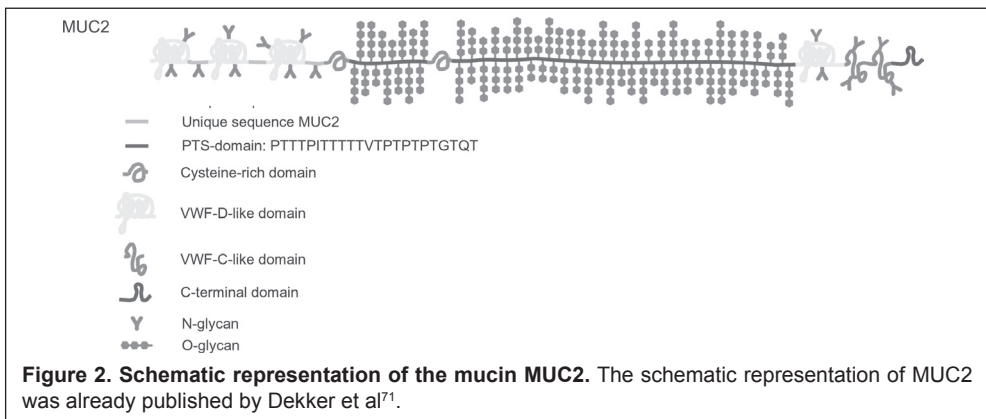 MUC2
Unique sequence MUC2
PTS-domain: PTTTPITTTTTVTPTPTPTGTQT
Cysteine-rich domain
VWF-D-like domain
VWF-C-like domain
C-terminal domain
N-glycan
O-glycan
Figure 2. Schematic representation of the mucin MUC2. The schematic representation of MUC2
was already published by Dekker et al71.